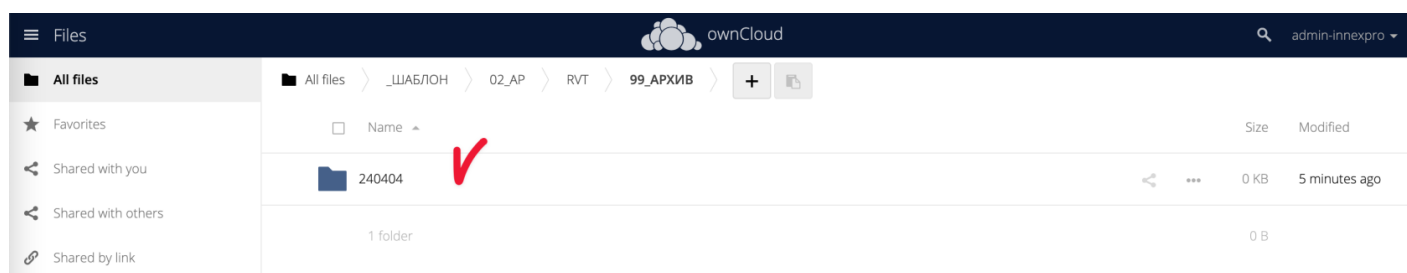 Files ownCloud admin-innexpro
All files All files _ШАБЛОН 02_АР RVT 99_АРХИВ +
Favorites Name Size Modified
Shared with you 240404 0 KB 5 minutes ago
Shared with others 1 folder 0 B
Shared by link